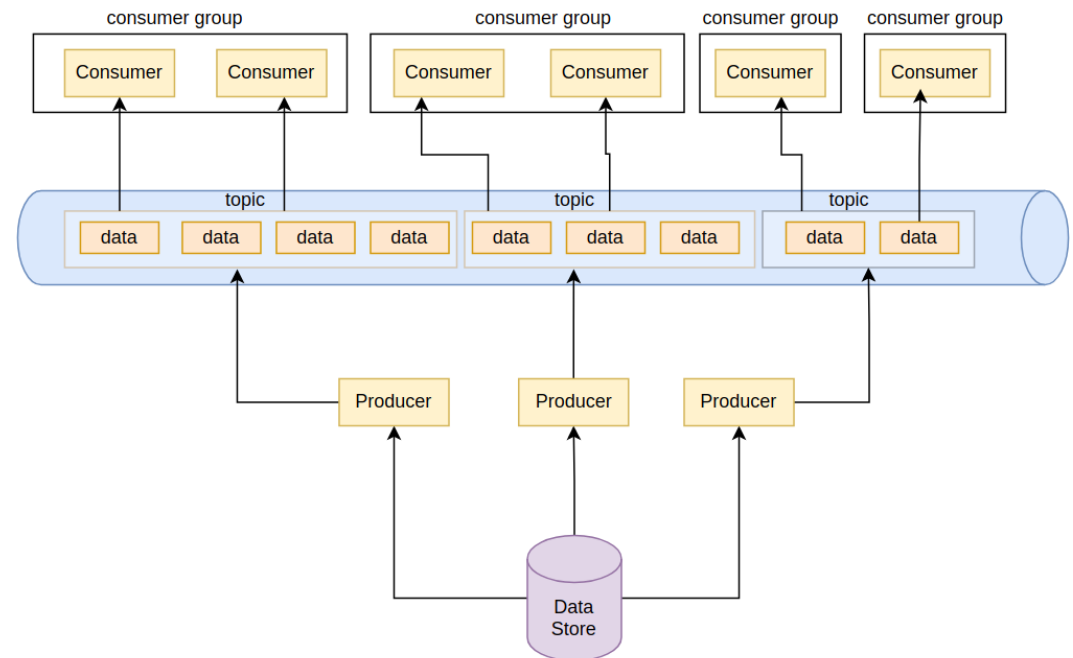 consumer group
consumer group
consumer group
consumer group
Consumer
Consumer
Consumer
Consumer
Consumer
Consumer
topic
topic
topic
data
data
data
data
data
data
data
data
data
Producer
Producer
Producer
Data
Store